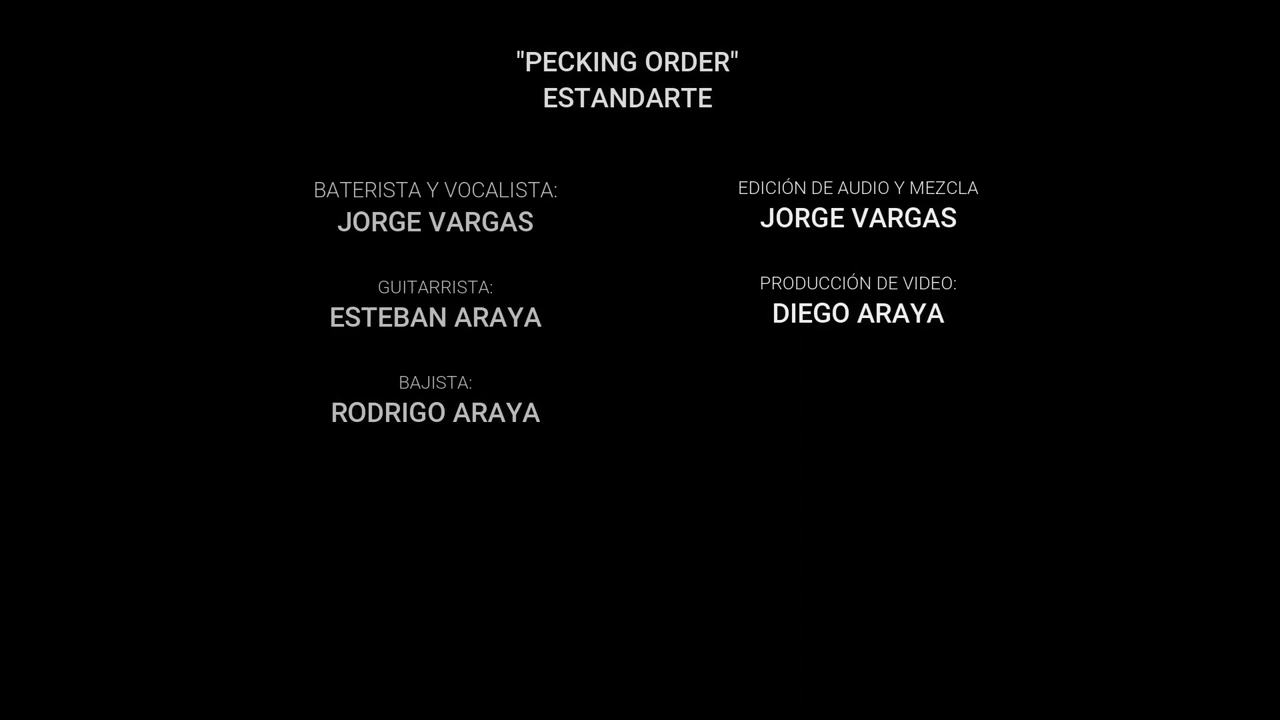 "PECKING ORDER"
ESTANDARTE
BATERISTA Y VOCALISTA:
JORGE VARGAS
GUITARRISTA:
ESTEBAN ARAYA
BAJISTA:
RODRIGO ARAYA
EDICIÓN DE AUDIO Y MEZCLA
JORGE VARGAS
PRODUCCIÓN DE VIDEO:
DIEGO ARAYA